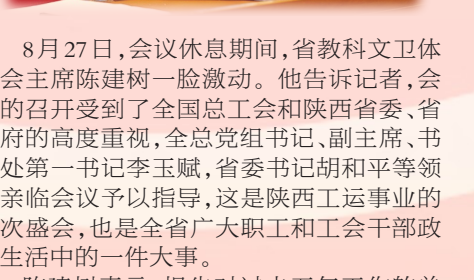 8月27日,会议休息期间,省教科文卫体
会主席陈建树一脸激动。他告诉记者,会
的召开受到了全国总工会和陕西省委、省
府的高度重视,全总党组书记、副主席、书
处第一书记李玉赋,省委书记胡和平等领
亲临会议予以指导,这是陕西工运事业的
次盛会,也是全省广大职工和工会干部政
生活中的一件大事。